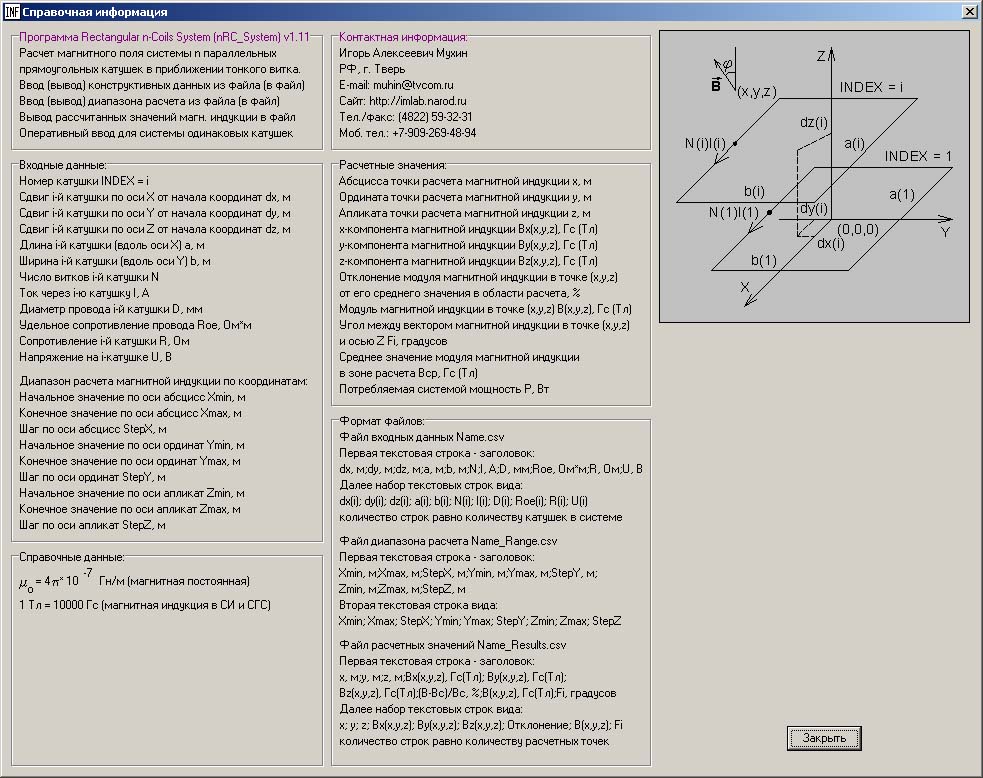 INF Справочная информация
Программа Rectangular n-Coils System (nRC_System) v1.11
Расчет магнитного поля системы n параллельных
прямоугольных катушек в приближении тонкого витка.
Ввод (вывод) конструктивных данных из файла (в файл)
Ввод (вывод) диапазона расчета из файла (в файл)
Вывод рассчитанных значений магн. индукции в файл
Оперативный ввод для системы одинаковых катушек
Входные данные:
Номер катушки INDEX = i
Сдвиг i-й катушки по оси X от начала координат dx, м
Сдвиг i-й катушки по оси Y от начала координат dy, м
Сдвиг i-й катушки по оси Z от начала координат dz, м
Длина i-й катушки (вдоль оси X) a, м
Ширина i-й катушки (вдоль оси Y) b, м
Число витков i-й катушки N
Ток через i-ю катушку I, А
Диаметр провода i-й катушки D, мм
Удельное сопротивление провода Roe, Ом*м
Сопротивление i-й катушки R, Ом
Напряжение на i-катушке U, В
Диапазон расчета магнитной индукции по координатам:
Начальное значение по оси абсцисс Xmin, м
Конечное значение по оси абсцисс Xmax, м
Шаг по оси абсцисс StepX, м
Начальное значение по оси ординат Ymin, м
Конечное значение по оси ординат Ymax, м
Шаг по оси ординат StepY, м
Начальное значение по оси апликат Zmin, м
Конечное значение по оси апликат Zmax, м
Шаг по оси апликат StepZ, м
Справочные данные:
μo = 4π*10 -7 Гн/м (магнитная постоянная)
1 Тл = 10000 Гс (магнитная индукция в СИ и СГС)
Контактная информация:
Игорь Алексеевич Мухин
РФ, г. Тверь
E-mail: muhin@tvcom.ru
Сайт: http://imlab.narod.ru
Тел./Факс: (4822) 59-32-31
Моб. тел.: +7-909-269-48-94
Расчетные значения:
Абсцисса точки расчета магнитной индукции x, м
Ордината точки расчета магнитной индукции y, м
Апликата точки расчета магнитной индукции z, м
x-компонента магнитной индукции Bx(x,y,z), Гс (Тл)
y-компонента магнитной индукции By(x,y,z), Гс (Тл)
z-компонента магнитной индукции Bz(x,y,z), Гс (Тл)
Отклонение модуля магнитной индукции в точке (x,y,z)
от его среднего значения в области расчета, %
Модуль магнитной индукции в точке (x,y,z) B(x,y,z), Гс (Тл)
Угол между вектором магнитной индукции в точке (x,y,z)
и осью Z Fi, градусов
Среднее значение модуля магнитной индукции
в зоне расчета Bср, Гс (Тл)
Потребляемая системой мощность P, Вт
Формат файлов:
Файл входных данных Name.csv
Первая текстовая строка - заголовок:
dx, м;dy, м;dz, м;a, м;b, м;N;I, A;D, мм;Roe, Ом*м;R, Ом;U, В
Далее набор текстовых строк вида:
dx(i); dy(i); dz(i); a(i); b(i); N(i); I(i); D(i); Roe(i); R(i); U(i)
количество строк равно количеству катушек в системе
Файл диапазона расчета Name_Range.csv
Первая текстовая строка - заголовок:
Xmin, м;Xmax, м;StepX, м;Ymin, м;Ymax, м;StepY, м;
Zmin, м;Zmax, м;StepZ, м
Вторая текстовая строка вида:
Xmin; Xmax; StepX; Ymin; Ymax; StepY; Zmin; Zmax; StepZ
Файл расчетных значений Name_Results.csv
Первая текстовая строка - заголовок:
x, м;y, м;z, м;Bx(x,y,z), Гс(Тл); By(x,y,z), Гс(Тл);
Bz(x,y,z), Гс(Тл);(B-Bc)/Bc, %;B(x,y,z), Гс(Тл);Fi, градусов
Далее набор текстовых строк вида:
x; y; z; Bx(x,y,z); By(x,y,z); Bz(x,y,z); Отклонение; B(x,y,z); Fi
количество строк равно количеству расчетных точек
Z
φ
B
(x,y,z)
INDEX = i
dz(i)
N(i)I(i)
a(i)
INDEX = 1
b(i)
a(1)
N(1)I(1)
dy(i)
(0,0,0)
Y
dx(i)
b(1)
X
Закрыть